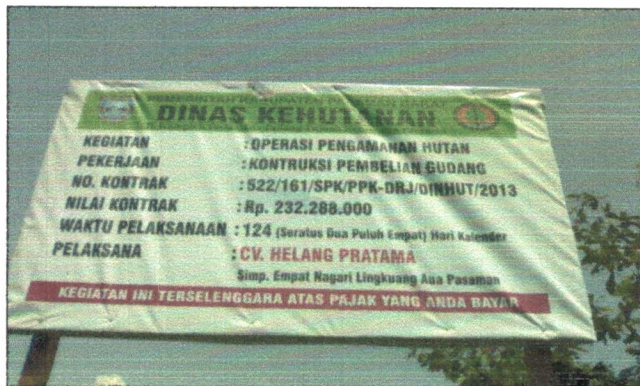 PEMERINTAH KABUPATEN
DINAS KEHUTANAN
KEGIATAN : OPERASI PENGAMANAN HUTAN
PEKERJAAN : KONTRUKSI PEMBELIAN GUDANG
NO. KONTRAK : 522/161/SPK/PPK-DRJ/DINHUT/2013
NILAI KONTRAK : Rp. 232.288.000
WAKTU PELAKSANAAN : 124 (Seratus Dua Puluh Empat) Hari Kalender
PELAKSANA : CV. HELANG PRATAMA
Simp. Empat Nagari Lingkuang Aua Pasaman
KEGIATAN INI TERSELENGGARA ATAS PAJAK YANG ANDA BAYAR